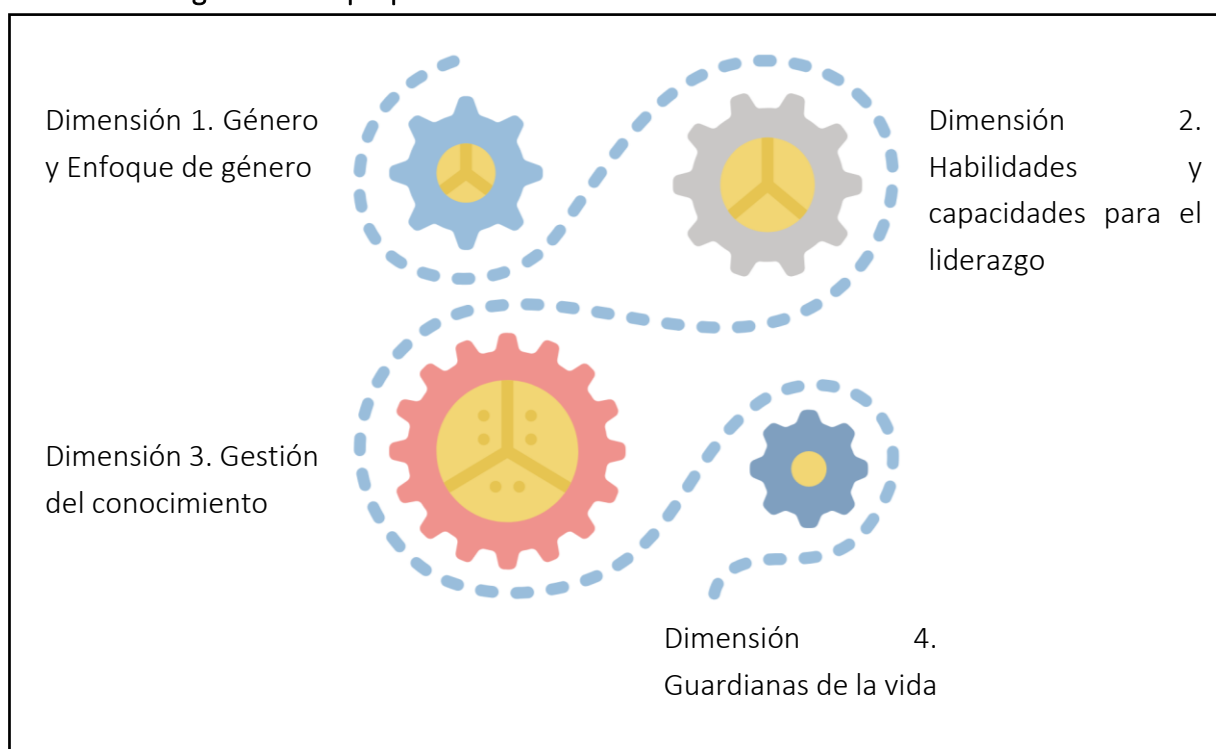 Dimensión 1. Género
y Enfoque de género
Dimensión 2.
Habilidades y
capacidades para el
liderazgo
Dimensión 3. Gestión
del conocimiento
Dimensión 4.
Guardianas de la vida